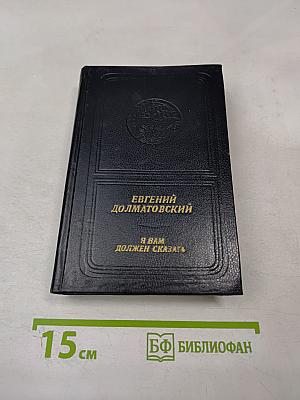 ЕВГЕНИЙ
ДОЛМАТОВСКИЙ
Я ВАМ
ДОЛЖЕН СКАЗАТЬ
15 см
БФ БИБЛИОФАН